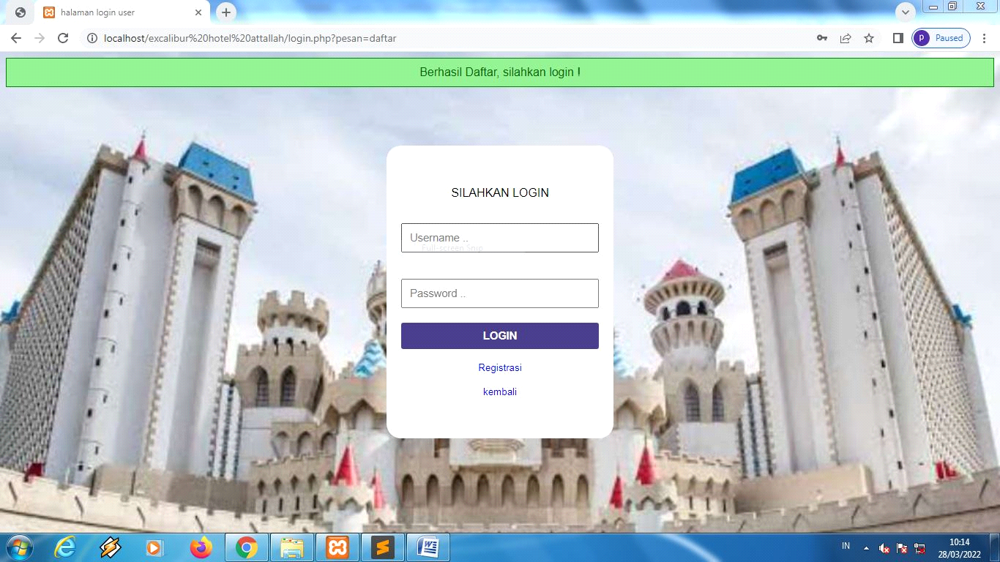 halaman login user
localhost/excalibur%20hotel%20attallah/login.php?pesan=daftar
p Paused
Berhasil Daftar, silahkan login !
SILAHKAN LOGIN
Username ..
Full-screen Snip
Password ..
LOGIN
Registrasi
kembali
IN
10:14
28/03/2022